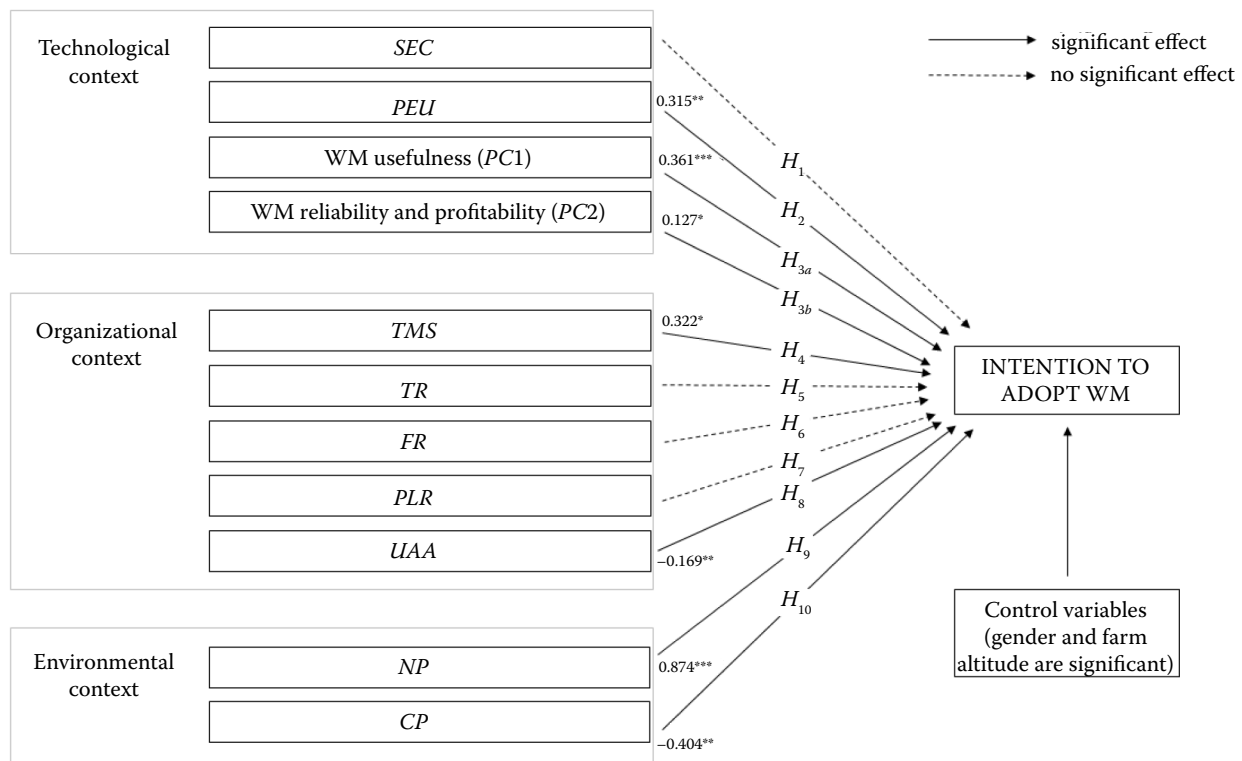 Technological
context
SEC
PEU
WM usefulness (PC1)
WM reliability and profitability (PC2)
0.315**
0.361***
0.127*
Organizational
context
TMS
TR
FR
PLR
UAA
0.322*
−0.169**
Environmental
context
NP
CP
0.874***
−0.404**
H1
H2
H3a
H3b
H4
H5
H6
H7
H8
H9
H10
significant effect
no significant effect
INTENTION TO
ADOPT WM
Control variables
(gender and farm
altitude are significant)